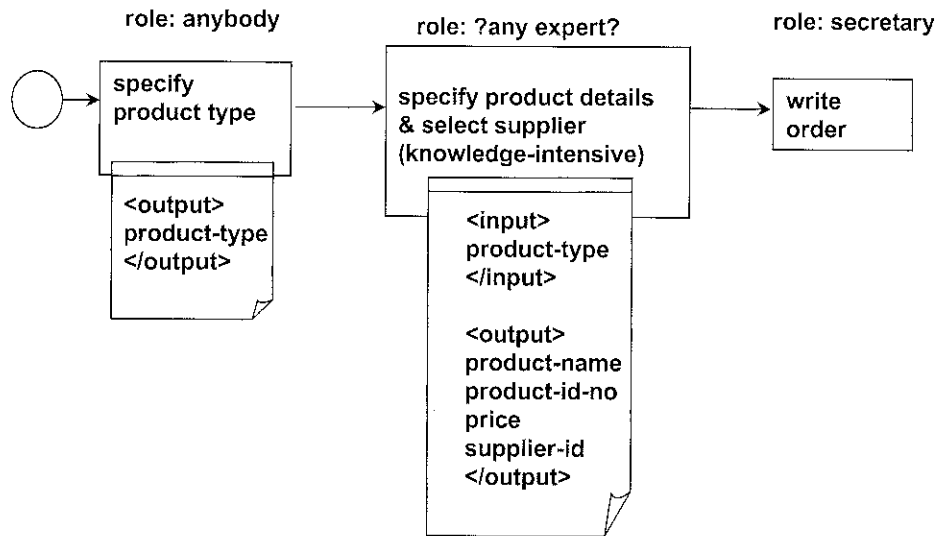 role: anybody
role: ?any expert?
role: secretary
specify
product type
specify product details
& select supplier
(knowledge-intensive)
write
order
<output>
product-type
</output>
<input>
product-type
</input>
<output>
product-name
product-id-no
price
supplier-id
</output>